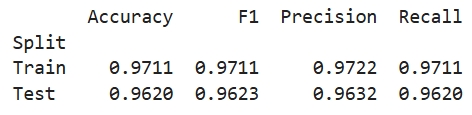 Accuracy F1 Precision Recall
Split
Train 0.9711 0.9711 0.9722 0.9711
Test 0.9620 0.9623 0.9632 0.9620